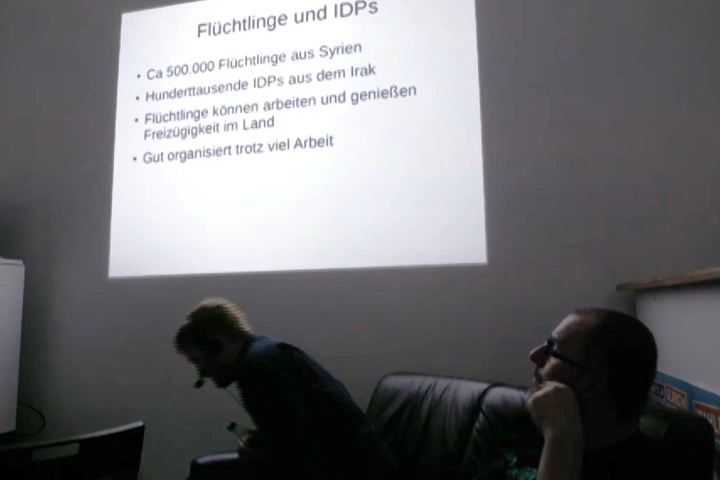 Flüchtlinge und IDPs
• Ca 500.000 Flüchtlinge aus Syrien
• Hunderttausende IDPs aus dem Irak
• Flüchtlinge können arbeiten und genießen
Freizügigkeit im Land
• Gut organisiert trotz viel Arbeit